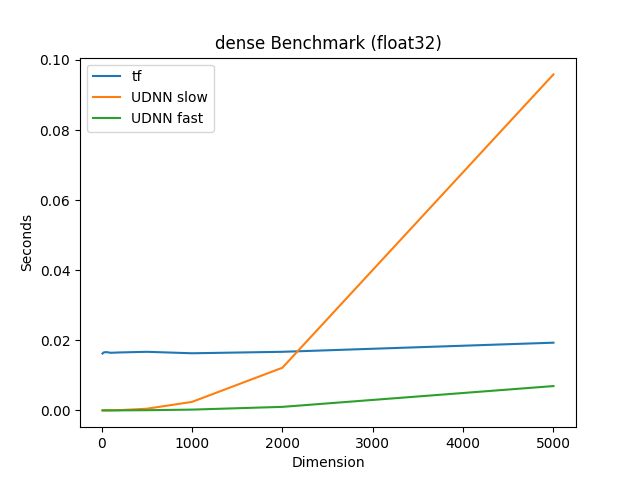 dense Benchmark (float32)
tf
UDNN slow
UDNN fast
Seconds
0.10
0.08
0.06
0.04
0.02
0.00
0 1000 2000 3000 4000 5000
Dimension